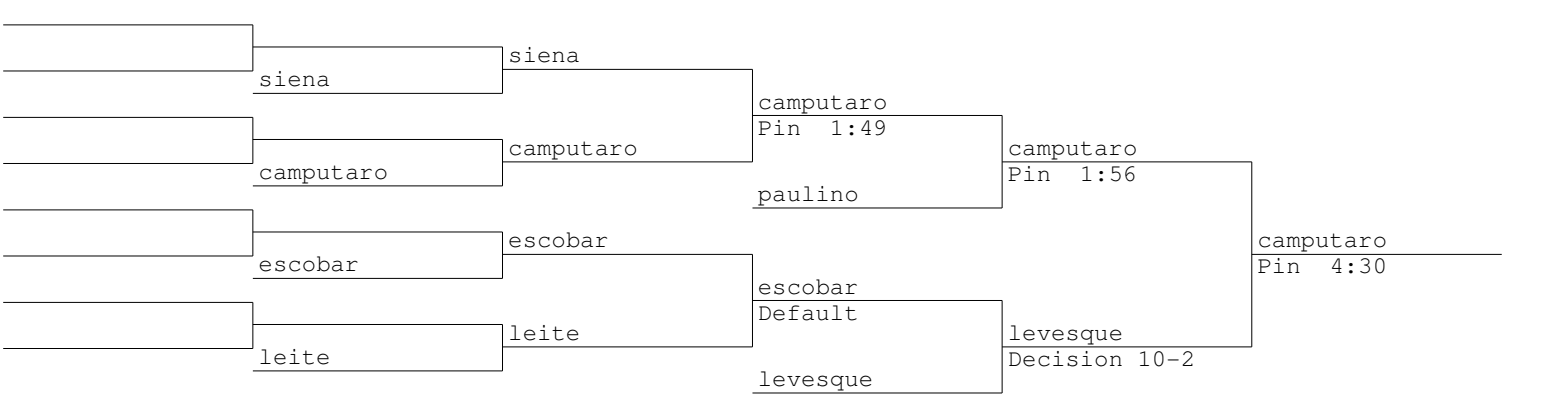 siena
siena
camputaro
Pin 1:49
camputaro
camputaro
Pin 1:56
camputaro
paulino
escobar
camputaro
Pin 4:30
escobar
escobar
Default
leite
levesque
Decision 10-2
leite
levesque